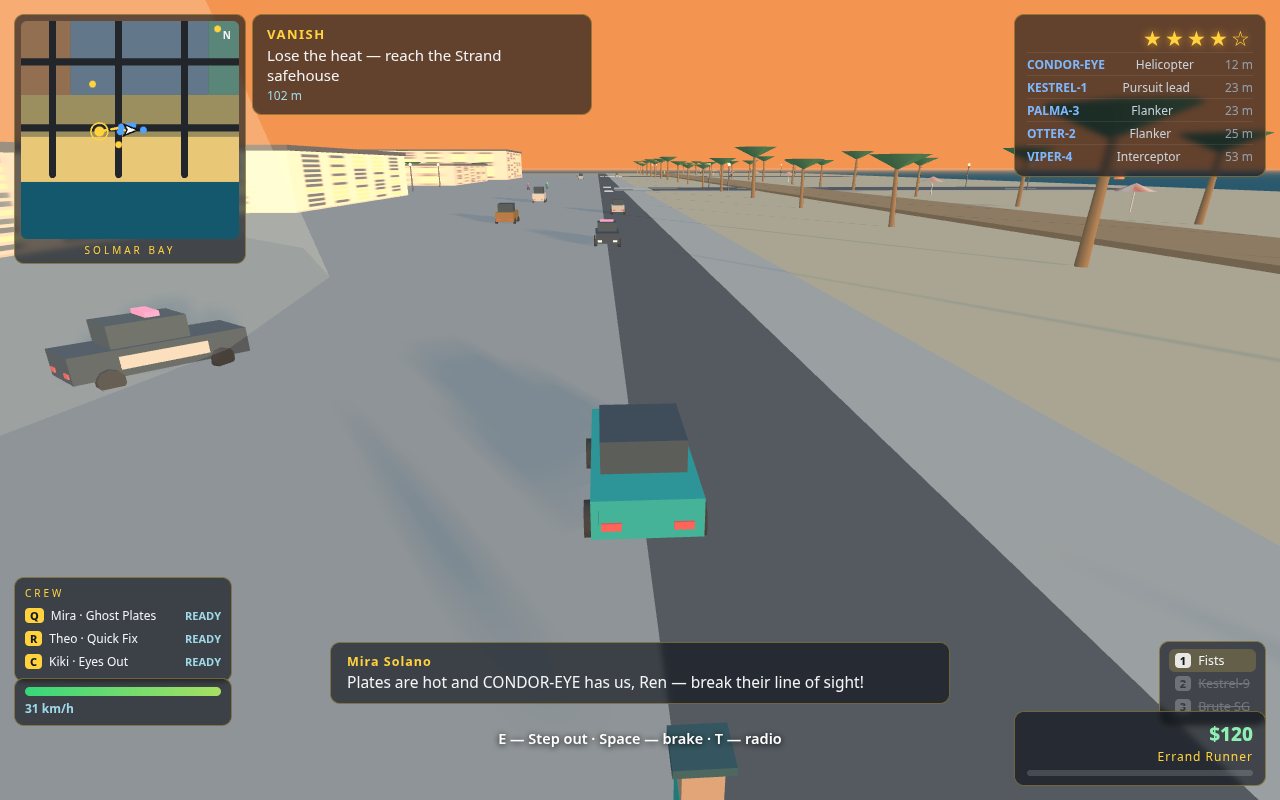 N
SOLMAR BAY
VANISH
Lose the heat — reach the Strand
safehouse
102 m
★★★★☆
CONDOR-EYE Helicopter 12 m
KESTREL-1 Pursuit lead 23 m
PALMA-3 Flanker 23 m
OTTER-2 Flanker 25 m
VIPER-4 Interceptor 53 m
CREW
Q Mira · Ghost Plates READY
R Theo · Quick Fix READY
C Kiki · Eyes Out READY
31 km/h
Mira Solano
Plates are hot and CONDOR-EYE has us, Ren — break their line of sight!
E — Step out · Space — brake · T — radio
1 Fists
2 Kestrel-9
3 Brute SG
$120
Errand Runner